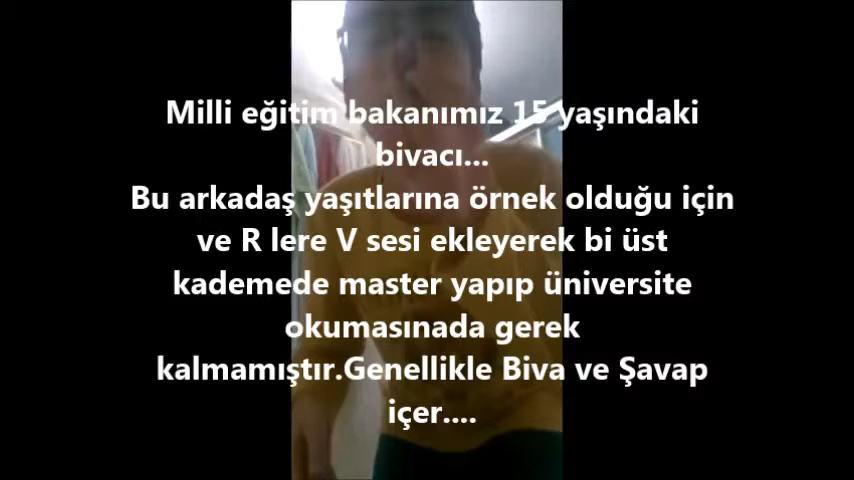 Milli eğitim bakanımız 15 yaşındaki
bivacı...
Bu arkadaş yaşıtlarına örnek olduğu için
ve R lere V sesi ekleyerek bi üst
kademede master yapıp üniversite
okumasınada gerek
kalmamıştır.Genellikle Biva ve Şavap
içer....